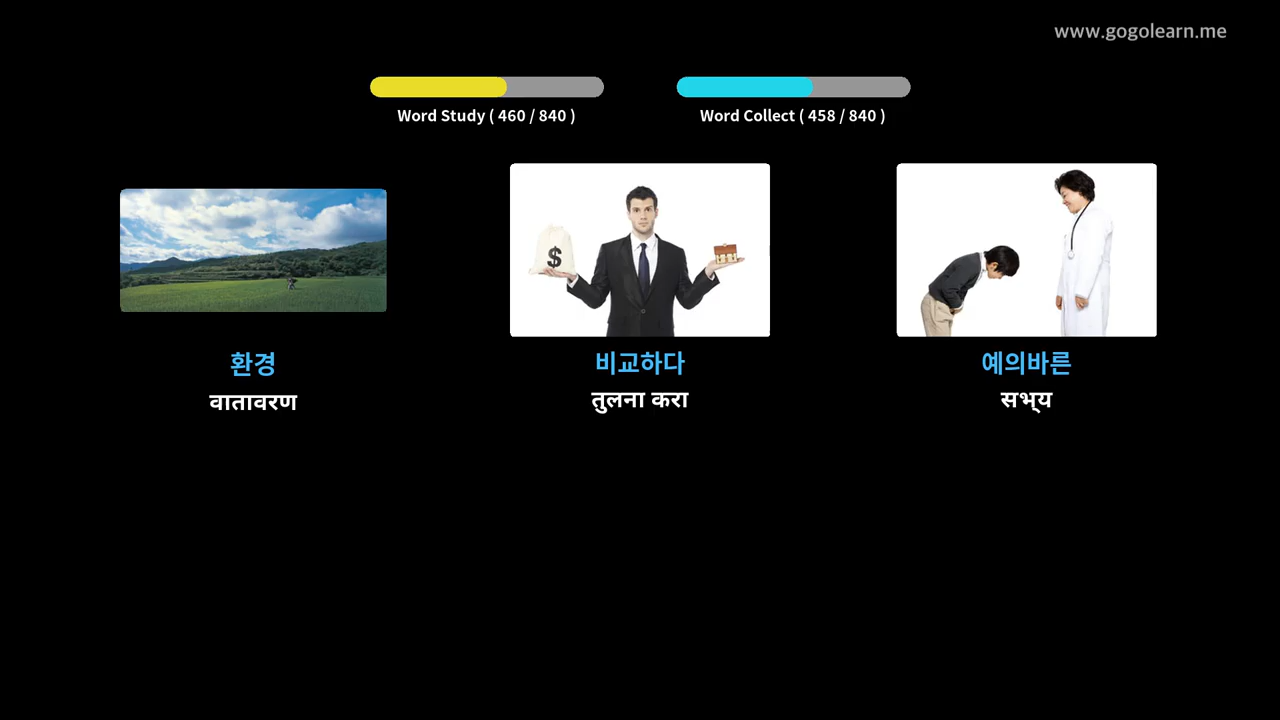 www.gogolearn.me
Word Study ( 460 / 840 )
Word Collect ( 458 / 840 )
$
환경
비교하다
예의바른
वातावरण
तुलना करा
सभ्य